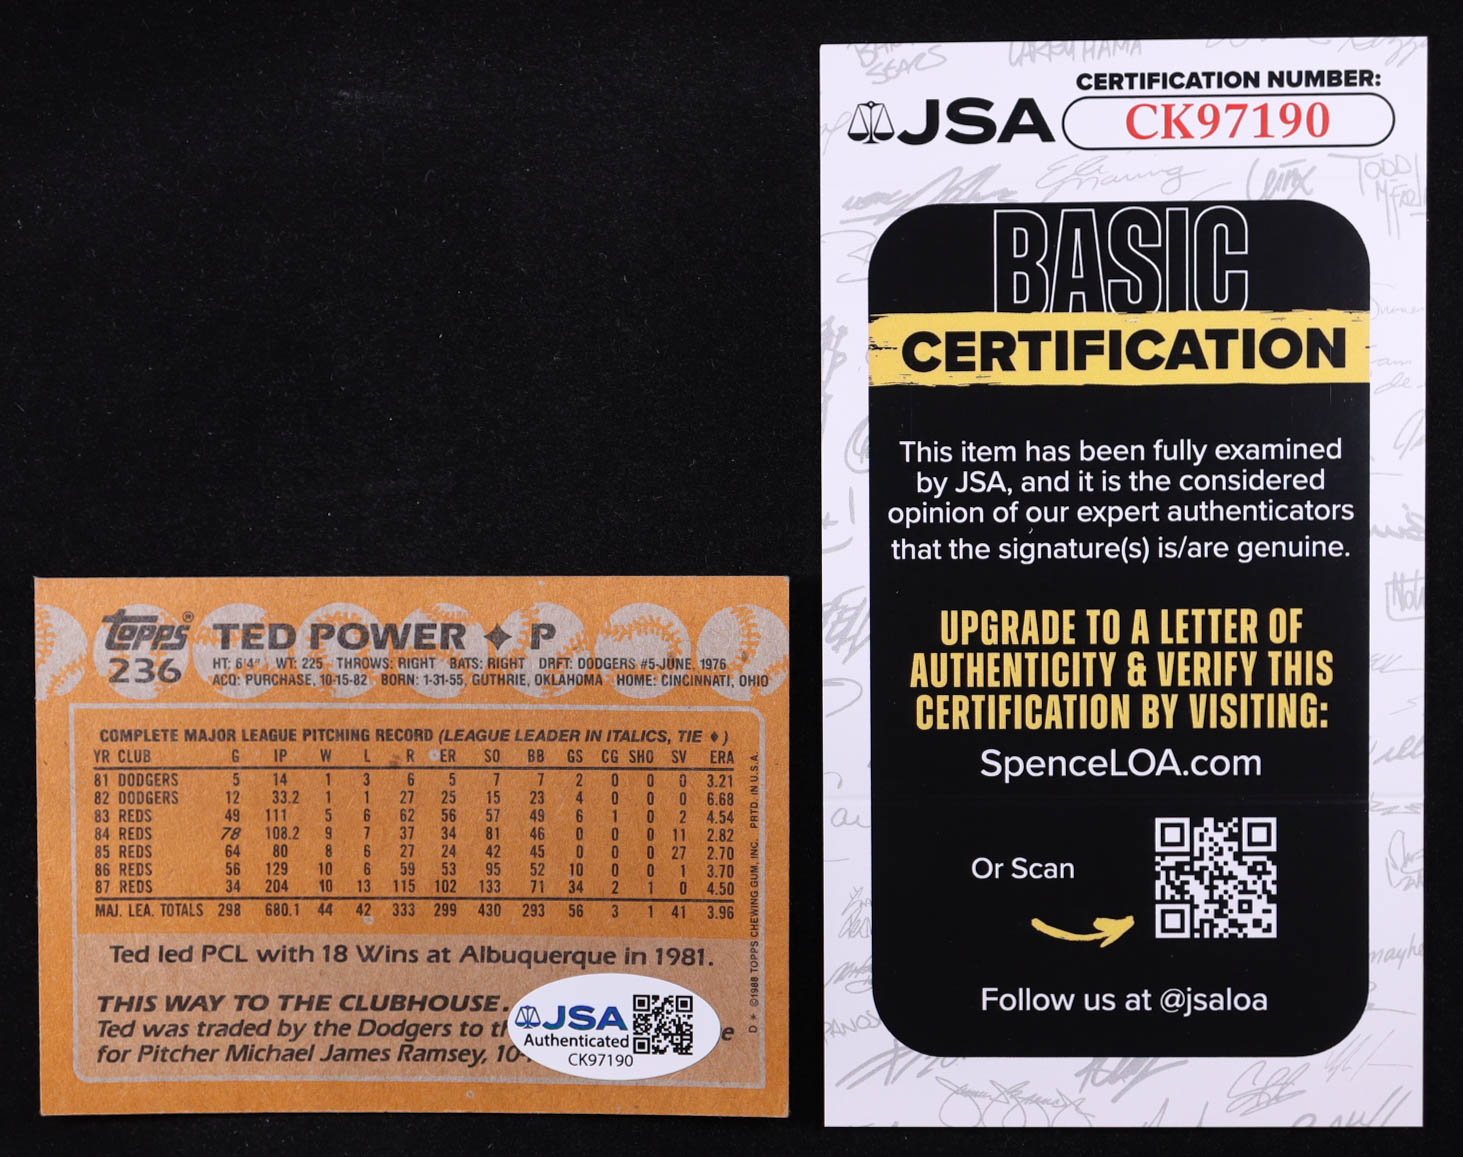 topps®
236
TED POWER ✦ P
HT: 6'4" WT: 225 THROWS: RIGHT BATS: RIGHT DRFT: DODGERS #5-JUNE, 1976
ACQ: PURCHASE, 10-15-82 BORN: 1-31-55, GUTHRIE, OKLAHOMA HOME: CINCINNATI, OHIO
COMPLETE MAJOR LEAGUE PITCHING RECORD (LEAGUE LEADER IN ITALICS, TIE ♦)
YR CLUB G IP W L R ER SO BB GS CG SHO SV ERA
81 DODGERS 5 14 1 3 6 5 7 7 2 0 0 0 3.21
82 DODGERS 12 33.2 1 1 27 25 15 23 4 0 0 0 6.68
83 REDS 49 111 5 6 62 56 57 49 6 1 0 2 4.54
84 REDS 78 108.2 9 7 37 34 81 46 0 0 0 11 2.82
85 REDS 64 80 8 6 27 24 42 45 0 0 0 27 2.70
86 REDS 56 129 10 6 59 53 95 52 10 0 0 1 3.70
87 REDS 34 204 10 13 115 102 133 71 34 2 1 0 4.50
MAJ. LEA. TOTALS 298 680.1 44 42 333 299 430 293 56 3 1 41 3.96
Ted led PCL with 18 Wins at Albuquerque in 1981.
THIS WAY TO THE CLUBHOUSE.
Ted was traded by the Dodgers to
for Pitcher Michael James Ramsey, 10-
D * ©1988 TOPPS CHEWING GUM, INC. PRTD. IN U.S.A.
JSA
Authenticated
CK97190
JSA
CERTIFICATION NUMBER:
CK97190
BASIC
CERTIFICATION
This item has been fully examined
by JSA, and it is the considered
opinion of our expert authenticators
that the signature(s) is/are genuine.
UPGRADE TO A LETTER OF
AUTHENTICITY & VERIFY THIS
CERTIFICATION BY VISITING:
SpenceLOA.com
Or Scan
Follow us at @jsaloa